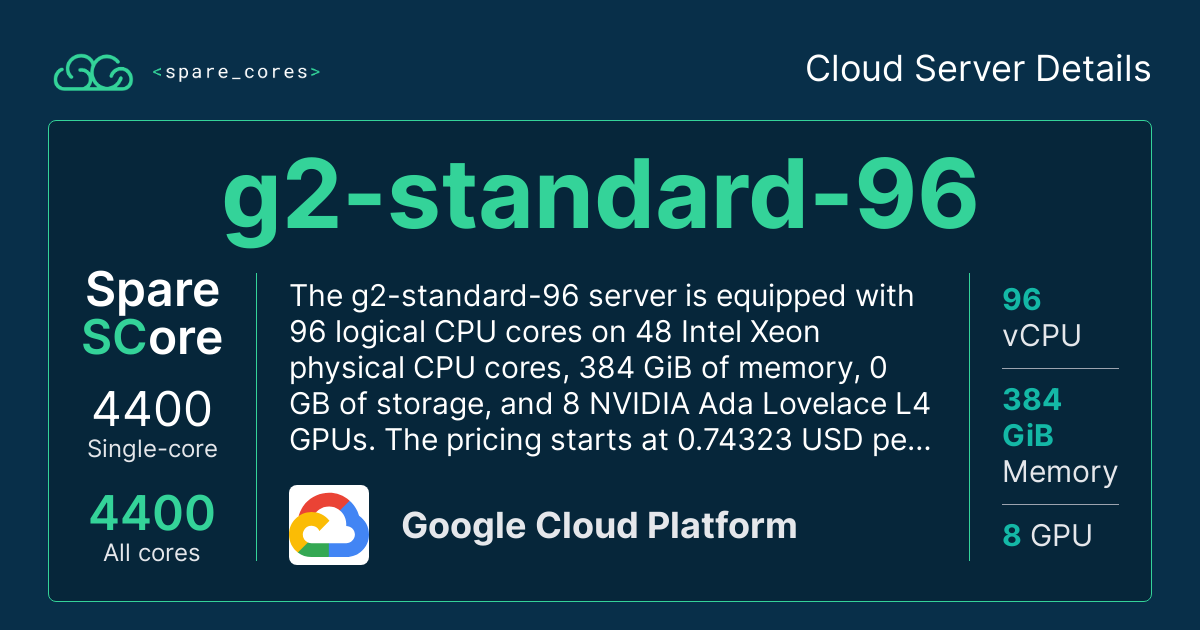 <spare_cores>
Cloud Server Details
g2-standard-96
Spare
SCore
4400
Single-core
4400
All cores
The g2-standard-96 server is equipped with
96 logical CPU cores on 48 Intel Xeon
physical CPU cores, 384 GiB of memory, 0
GB of storage, and 8 NVIDIA Ada Lovelace L4
GPUs. The pricing starts at 0.74323 USD pe...
Google Cloud Platform
96
vCPU
384
GiB
Memory
8 GPU